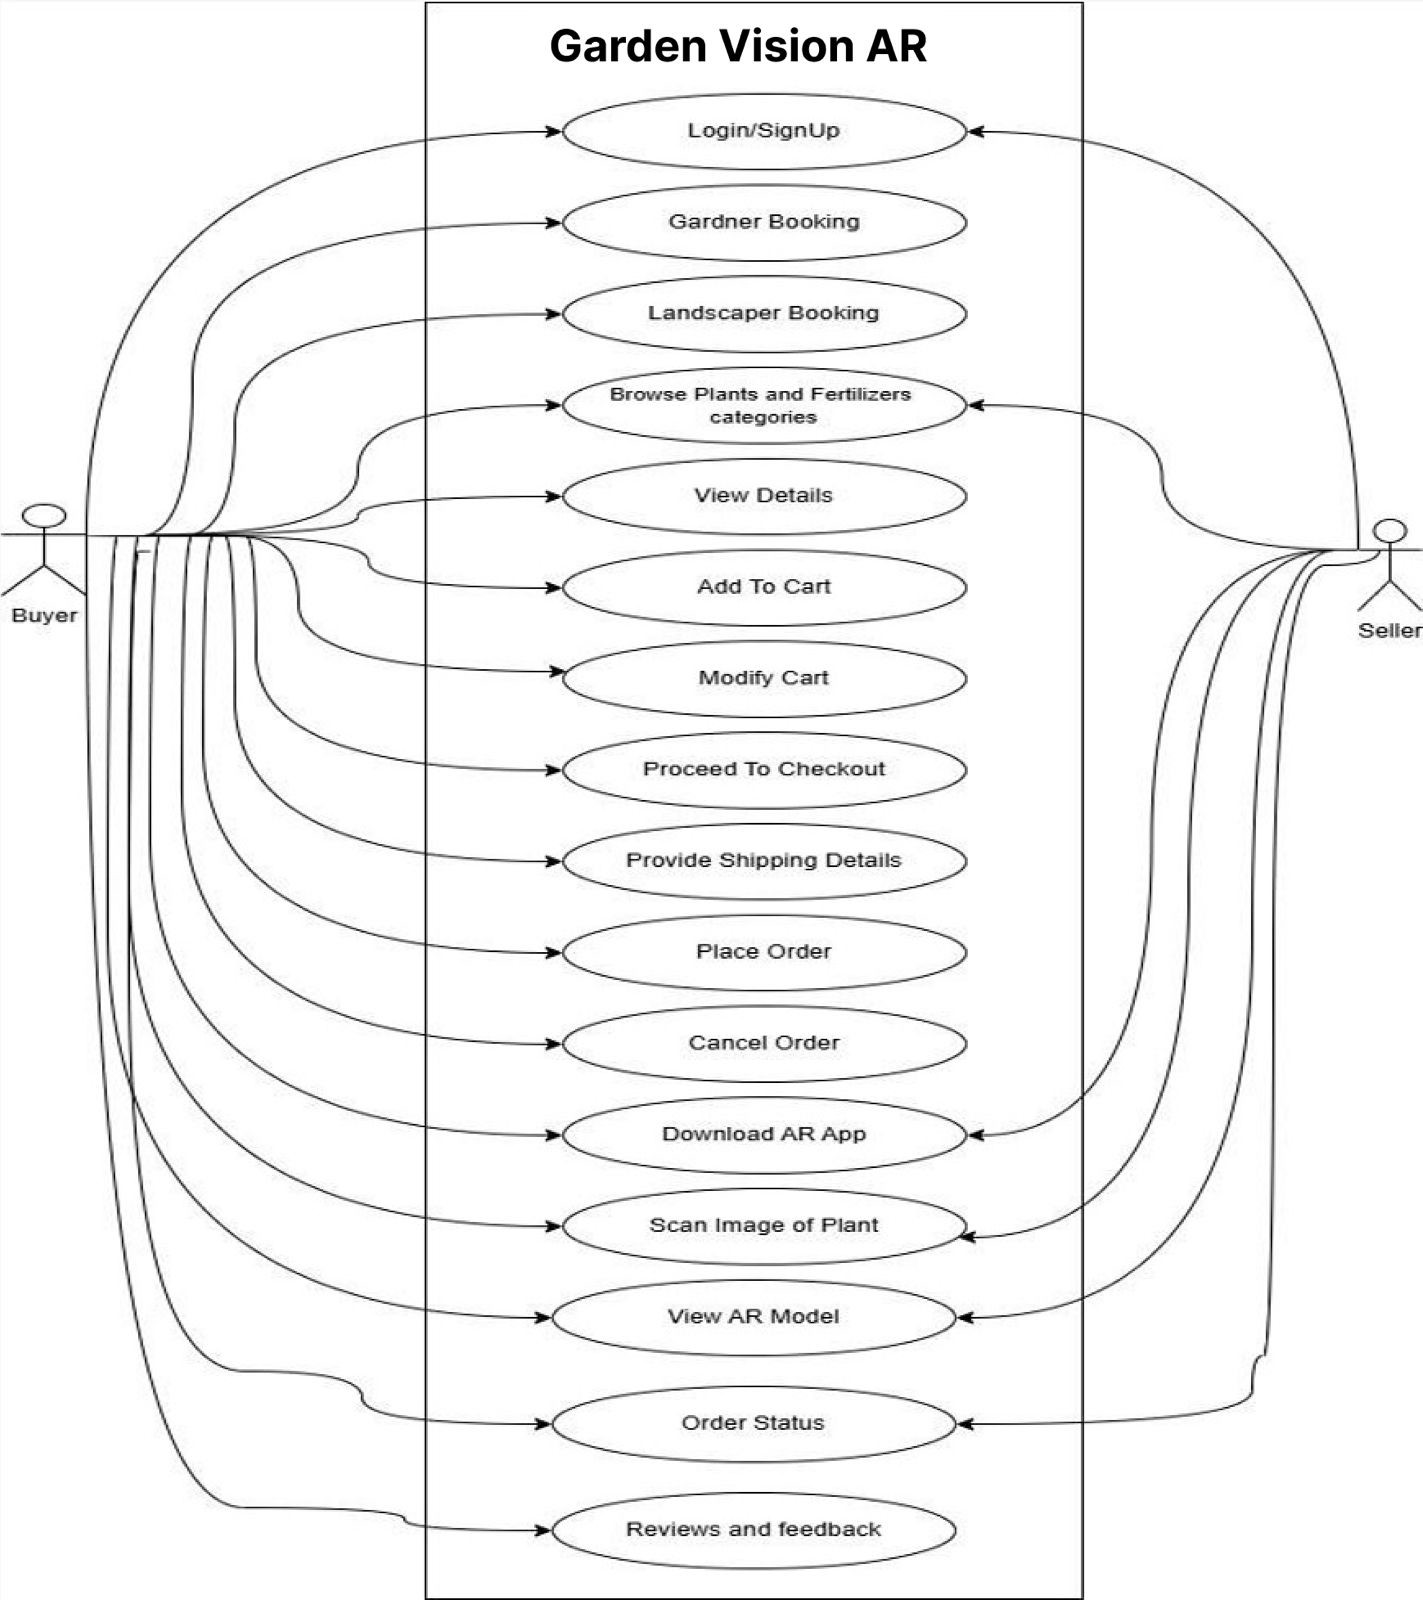 Garden Vision AR
Login/SignUp
Gardner Booking
Landscaper Booking
Browse Plants and Fertilizers
categories
View Details
Buyer
Add To Cart
Seller
Modify Cart
Proceed To Checkout
Provide Shipping Details
Place Order
Cancel Order
Download AR App
Scan Image of Plant
View AR Model
Order Status
Reviews and feedback